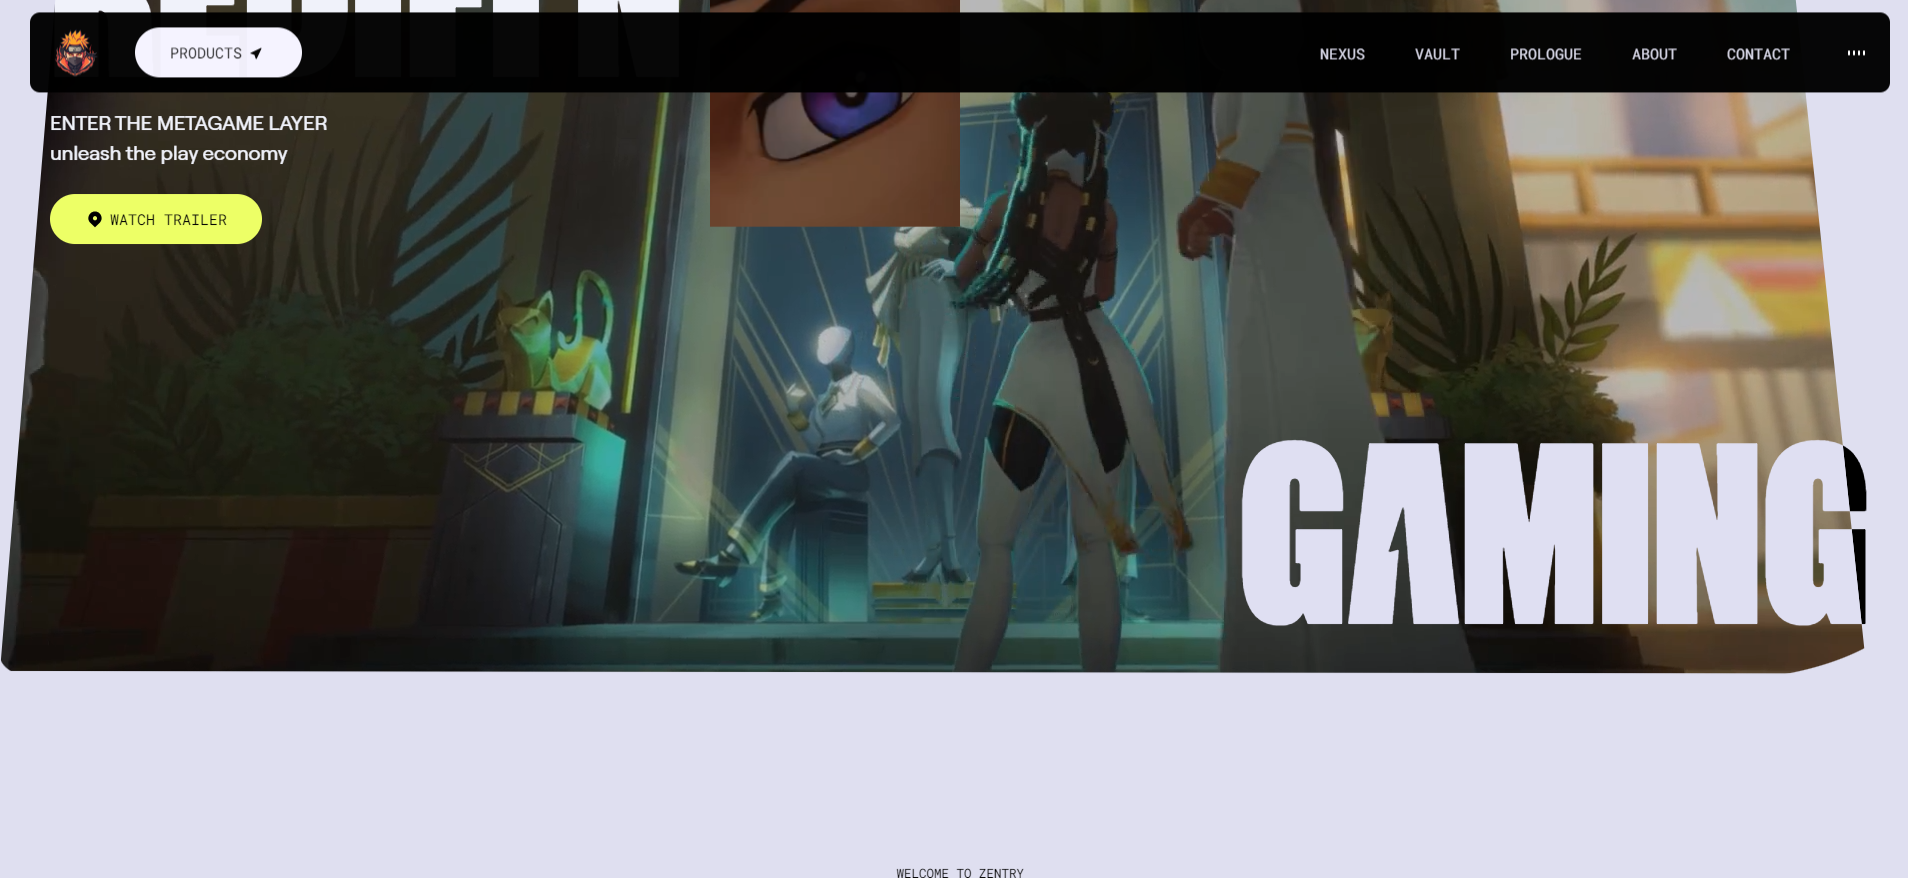 PRODUCTS
NEXUS
VAULT
PROLOGUE
ABOUT
CONTACT
ENTER THE METAGAME LAYER
unleash the play economy
WATCH TRAILER
GAMING
WELCOME TO ZENTRY